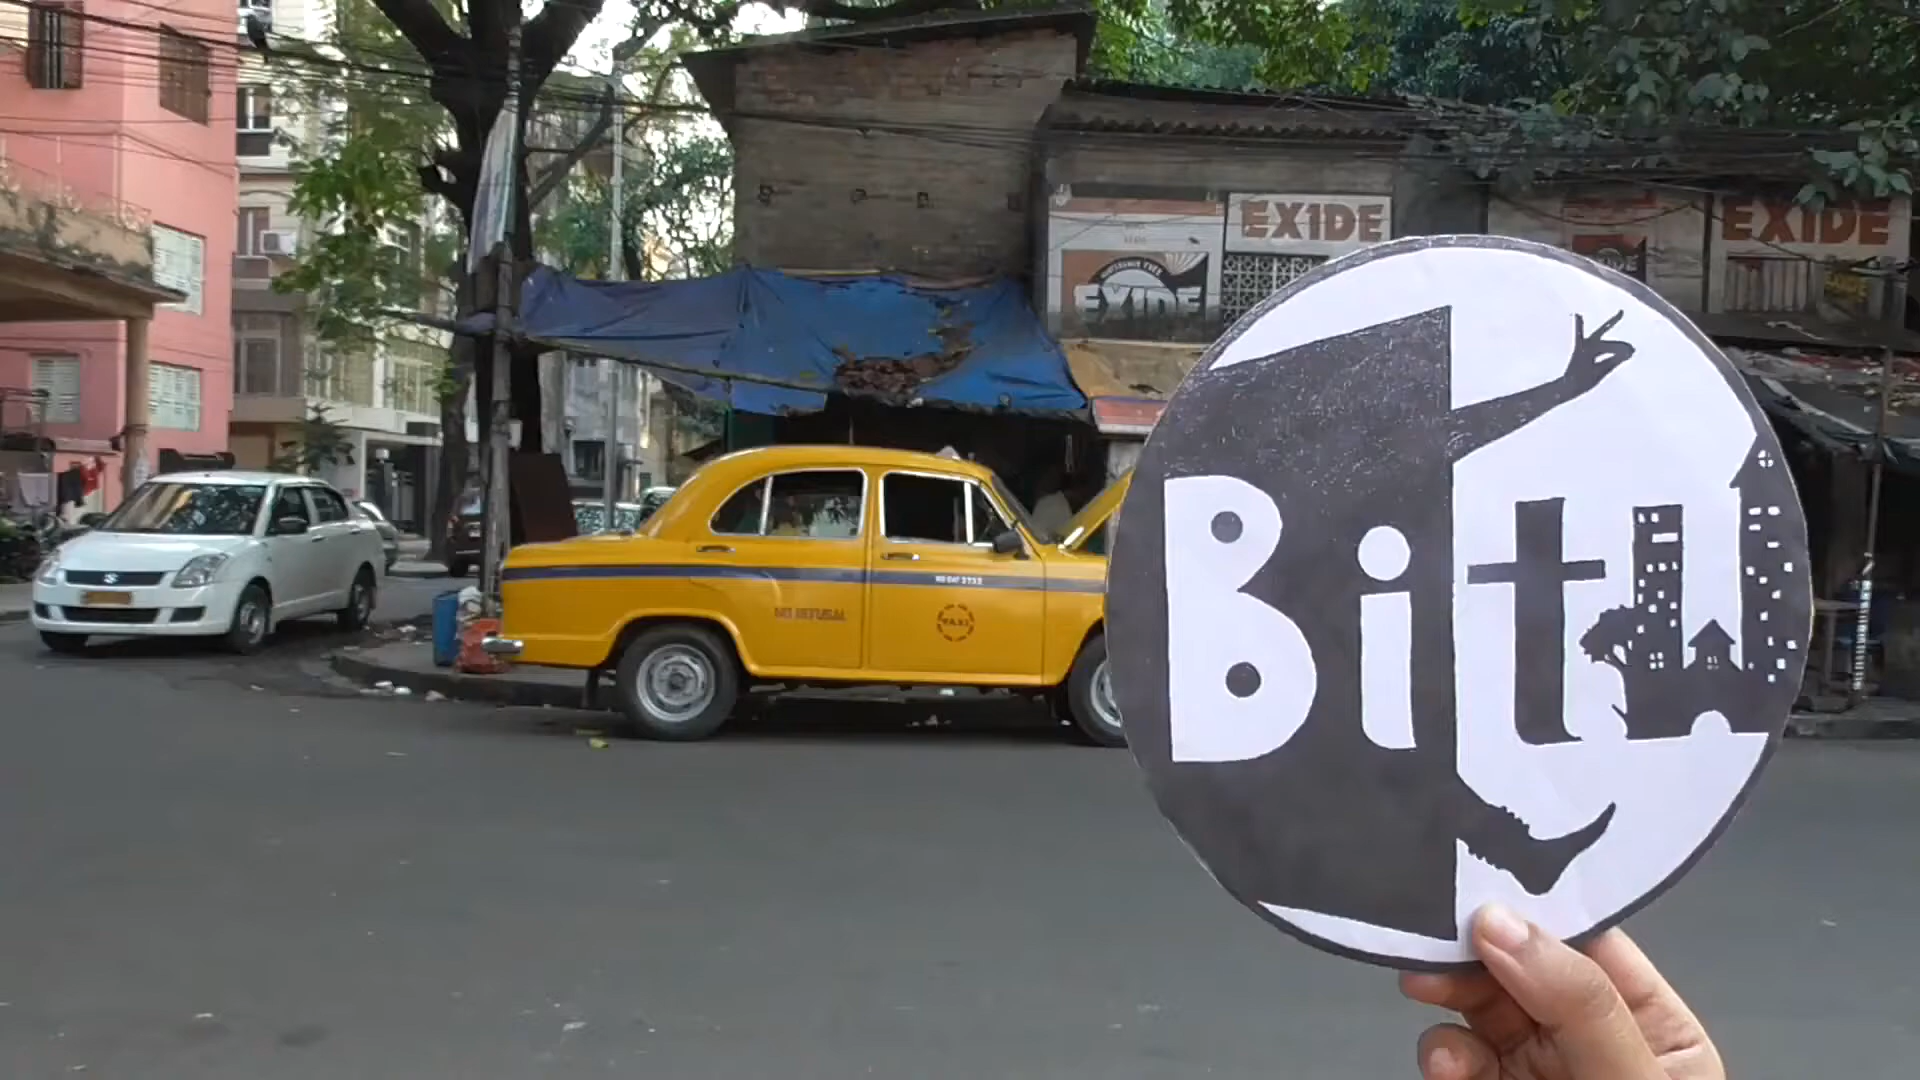 EXIDE
EXIDE
EXIDE
NO REFUSAL
TAXI
Bit